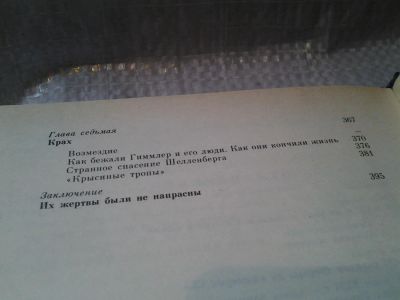 Глава седьмая
Крах 367
Возмездие –
Как бежали Гиммлер и его люди. Как они кончили жизнь 370
Странное спасение Шелленберга 376
«Крысиные тропы» 381
Заключение
Их жертвы были не напрасны 395